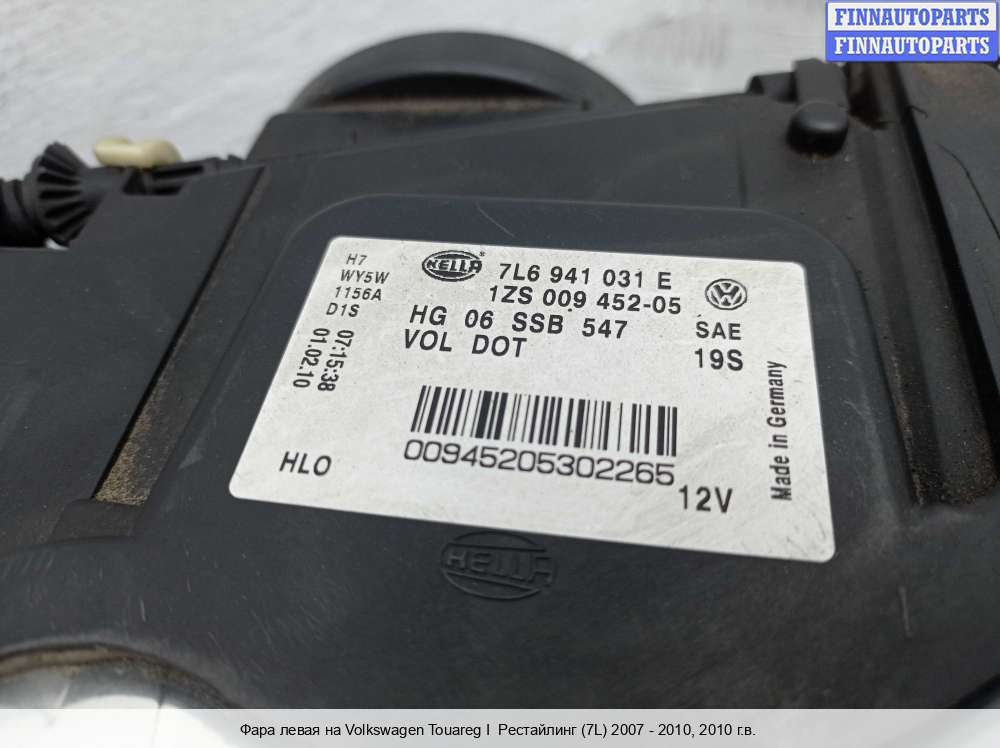 FINNAUTOPARTS
FINNAUTOPARTS
H7
WY5W
1156A
D1S
HELLA
7L6 941 031 E
1ZS 009 452-05
HG 06 SSB 547
VOL DOT
SAE
19S
07:15:38
01.02.10
00945205302265
HLO
12V
Made in Germany
HELLA
Фара левая на Volkswagen Touareg I Рестайлинг (7L) 2007 - 2010, 2010 г.в.